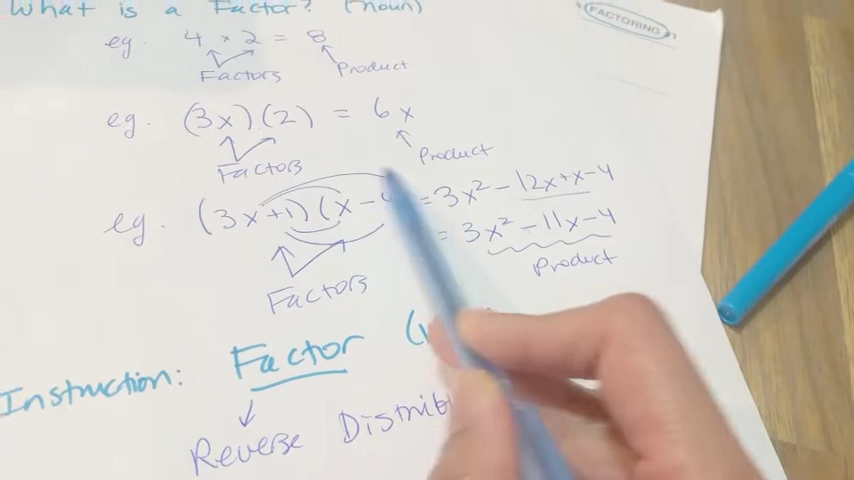 FACTORING
What is a Factor? (noun)
eg. 4 × 2 = 8
Factors Product
eg. (3x)(2) = 6x
Factors Product
eg. (3x+1)(x-4 = 3x² - 12x+x-4
= 3x² - 11x - 4
Factors Product
Instruction: Factor (
Reverse